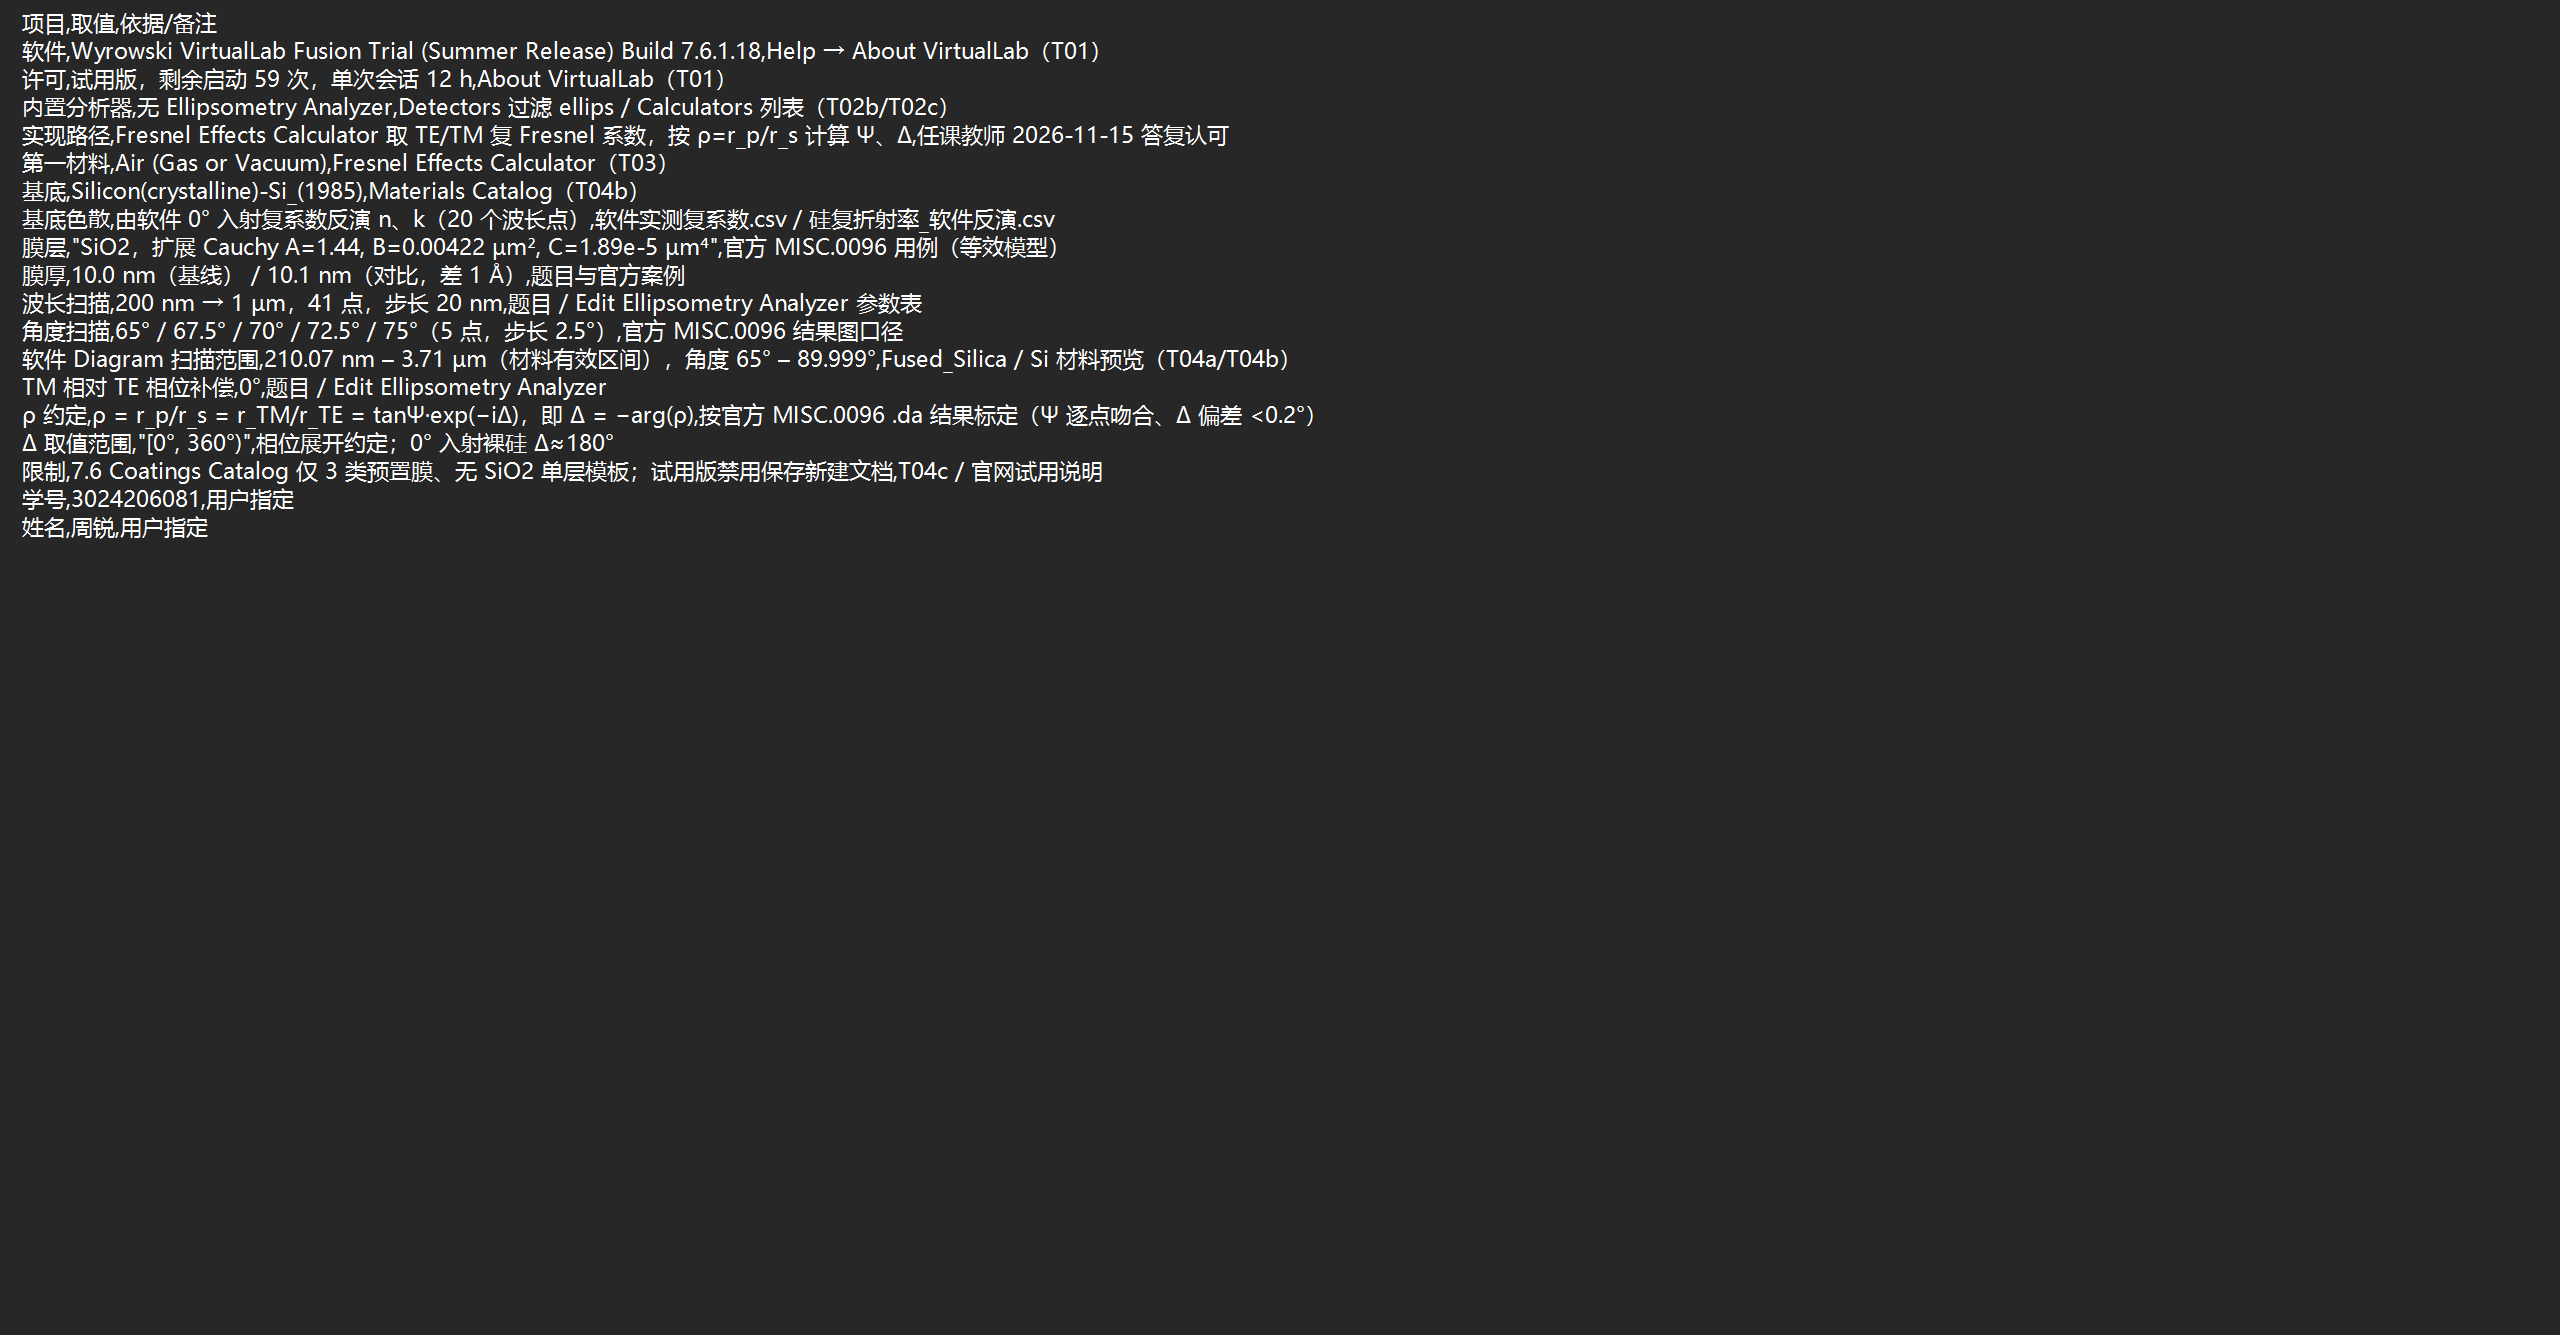 项目,取值,依据/备注
软件,Wyrowski VirtualLab Fusion Trial (Summer Release) Build 7.6.1.18,Help → About VirtualLab（T01）
许可,试用版，剩余启动 59 次，单次会话 12 h,About VirtualLab（T01）
内置分析器,无 Ellipsometry Analyzer,Detectors 过滤 ellips / Calculators 列表（T02b/T02c）
实现路径,Fresnel Effects Calculator 取 TE/TM 复 Fresnel 系数，按 ρ=r_p/r_s 计算 Ψ、Δ,任课教师 2026-11-15 答复认可
第一材料,Air (Gas or Vacuum),Fresnel Effects Calculator（T03）
基底,Silicon(crystalline)-Si_(1985),Materials Catalog（T04b）
基底色散,由软件 0° 入射复系数反演 n、k（20 个波长点）,软件实测复系数.csv / 硅复折射率_软件反演.csv
膜层,"SiO2，扩展 Cauchy A=1.44, B=0.00422 μm², C=1.89e-5 μm⁴",官方 MISC.0096 用例（等效模型）
膜厚,10.0 nm（基线） / 10.1 nm（对比，差 1 Å）,题目与官方案例
波长扫描,200 nm → 1 μm，41 点，步长 20 nm,题目 / Edit Ellipsometry Analyzer 参数表
角度扫描,65° / 67.5° / 70° / 72.5° / 75°（5 点，步长 2.5°）,官方 MISC.0096 结果图口径
软件 Diagram 扫描范围,210.07 nm – 3.71 μm（材料有效区间），角度 65° – 89.999°,Fused_Silica / Si 材料预览（T04a/T04b）
TM 相对 TE 相位补偿,0°,题目 / Edit Ellipsometry Analyzer
ρ 约定,ρ = r_p/r_s = r_TM/r_TE = tanΨ·exp(−iΔ)，即 Δ = −arg(ρ),按官方 MISC.0096 .da 结果标定（Ψ 逐点吻合、Δ 偏差 <0.2°）
Δ 取值范围,"[0°, 360°)",相位展开约定；0° 入射裸硅 Δ≈180°
限制,7.6 Coatings Catalog 仅 3 类预置膜、无 SiO2 单层模板；试用版禁用保存新建文档,T04c / 官网试用说明
学号,3024206081,用户指定
姓名,周锐,用户指定